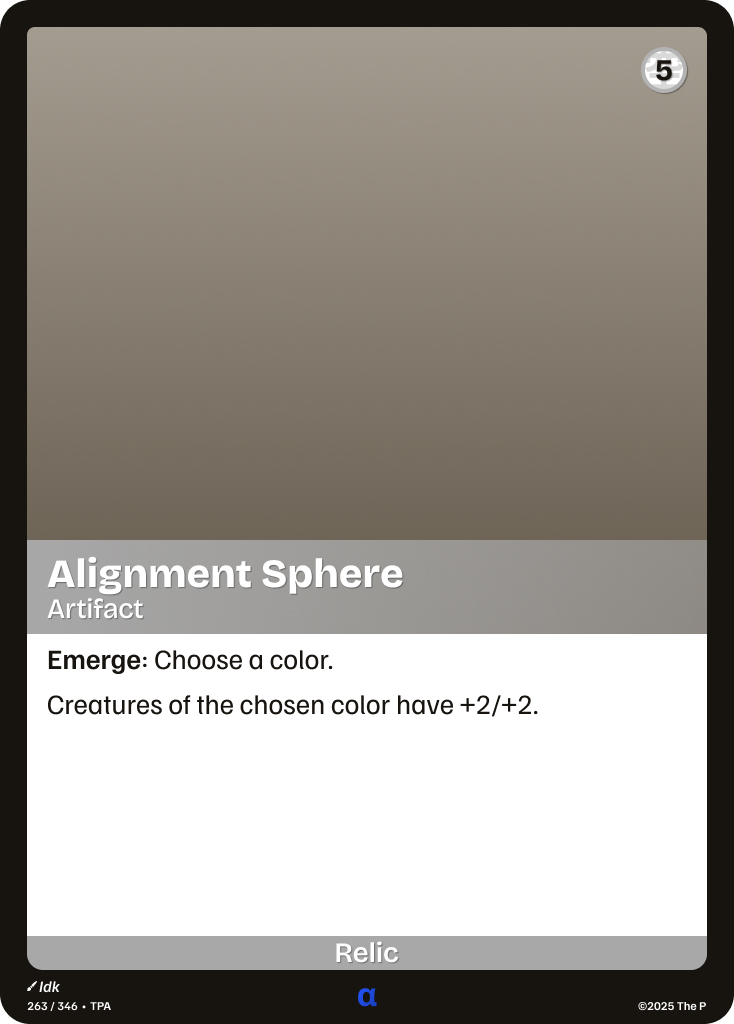 5
Alignment Sphere
Artifact
Emerge: Choose a color.
Creatures of the chosen color have +2/+2.
Relic
Idk
263 / 346 • TPA
α
©2025 The P